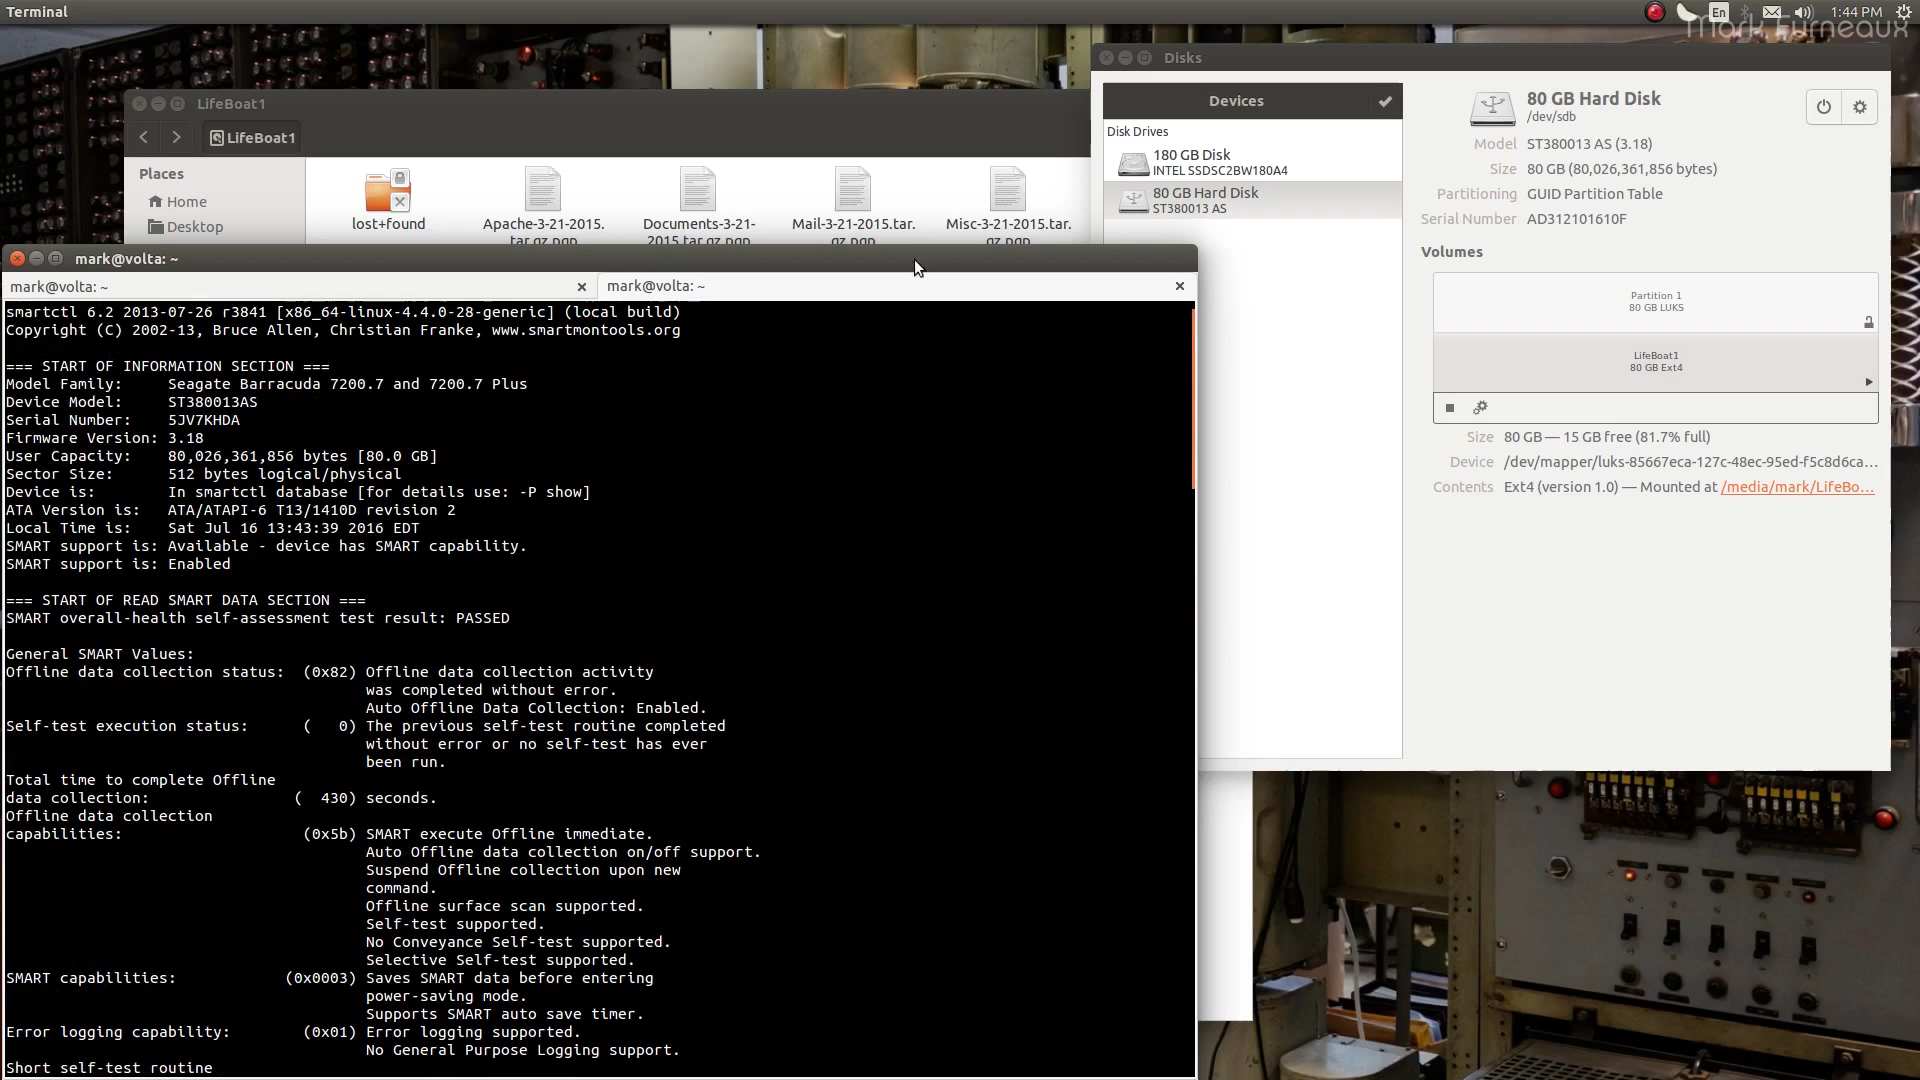 Terminal
En
1:44 PM
Mark Furneaux
Disks
LifeBoat1
LifeBoat1
Places
Home
Desktop
lost+found
Apache-3-21-2015.
tar.gz.pgp
Documents-3-21-
2015.tar.gz.pgp
Mail-3-21-2015.tar.
gz.pgp
Misc-3-21-2015.tar.
gz.pgp
Devices
Disk Drives
180 GB Disk
INTEL SSDSC2BW180A4
80 GB Hard Disk
ST380013 AS
80 GB Hard Disk
/dev/sdb
Model ST380013 AS (3.18)
Size 80 GB (80,026,361,856 bytes)
Partitioning GUID Partition Table
Serial Number AD312101610F
Volumes
Partition 1
80 GB LUKS
LifeBoat1
80 GB Ext4
Size 80 GB — 15 GB free (81.7% full)
Device /dev/mapper/luks-85667eca-127c-48ec-95ed-f5c8d6ca...
Contents Ext4 (version 1.0) — Mounted at /media/mark/LifeBo...
mark@volta: ~
mark@volta: ~
mark@volta: ~
smartctl 6.2 2013-07-26 r3841 [x86_64-linux-4.4.0-28-generic] (local build)
Copyright (C) 2002-13, Bruce Allen, Christian Franke, www.smartmontools.org
=== START OF INFORMATION SECTION ===
Model Family: Seagate Barracuda 7200.7 and 7200.7 Plus
Device Model: ST380013AS
Serial Number: 5JV7KHDA
Firmware Version: 3.18
User Capacity: 80,026,361,856 bytes [80.0 GB]
Sector Size: 512 bytes logical/physical
Device is: In smartctl database [for details use: -P show]
ATA Version is: ATA/ATAPI-6 T13/1410D revision 2
Local Time is: Sat Jul 16 13:43:39 2016 EDT
SMART support is: Available - device has SMART capability.
SMART support is: Enabled
=== START OF READ SMART DATA SECTION ===
SMART overall-health self-assessment test result: PASSED
General SMART Values:
Offline data collection status: (0x82) Offline data collection activity
was completed without error.
Auto Offline Data Collection: Enabled.
Self-test execution status: ( 0) The previous self-test routine completed
without error or no self-test has ever
been run.
Total time to complete Offline
data collection: ( 430) seconds.
Offline data collection
capabilities: (0x5b) SMART execute Offline immediate.
Auto Offline data collection on/off support.
Suspend Offline collection upon new
command.
Offline surface scan supported.
Self-test supported.
No Conveyance Self-test supported.
Selective Self-test supported.
SMART capabilities: (0x0003) Saves SMART data before entering
power-saving mode.
Supports SMART auto save timer.
Error logging capability: (0x01) Error logging supported.
No General Purpose Logging support.
Short self-test routine